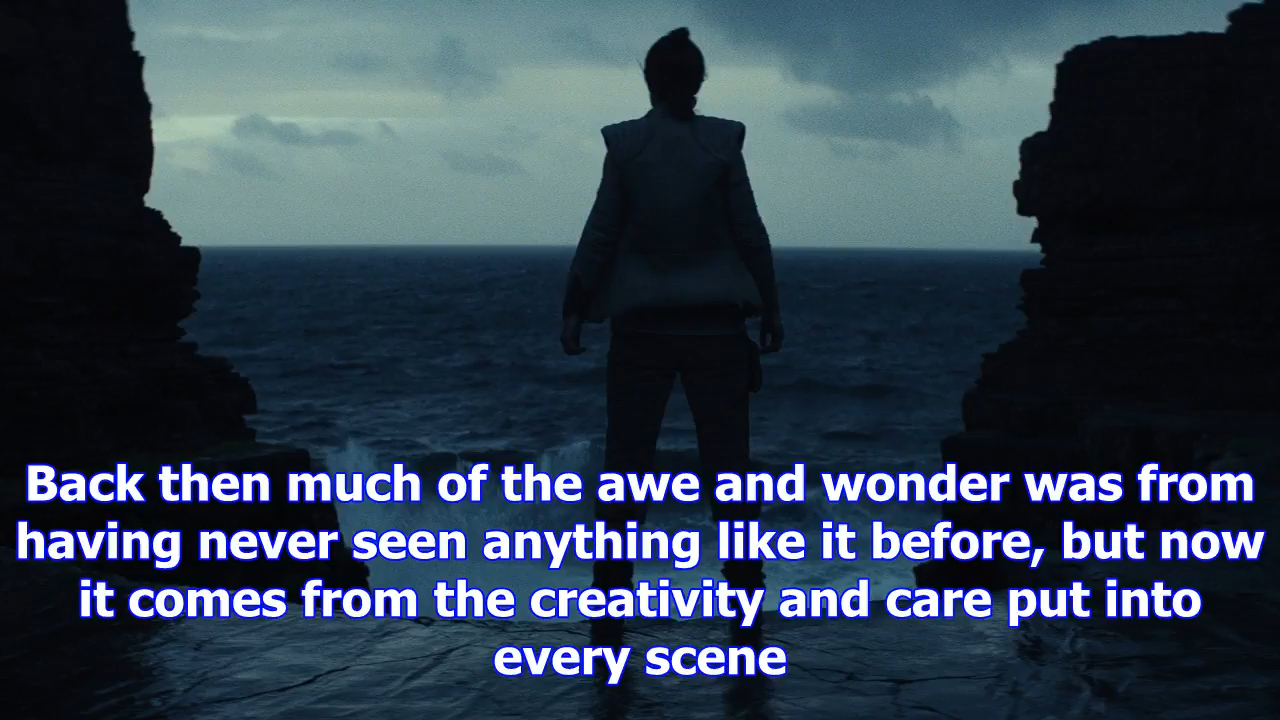 Back then much of the awe and wonder was from
having never seen anything like it before, but now
it comes from the creativity and care put into
every scene